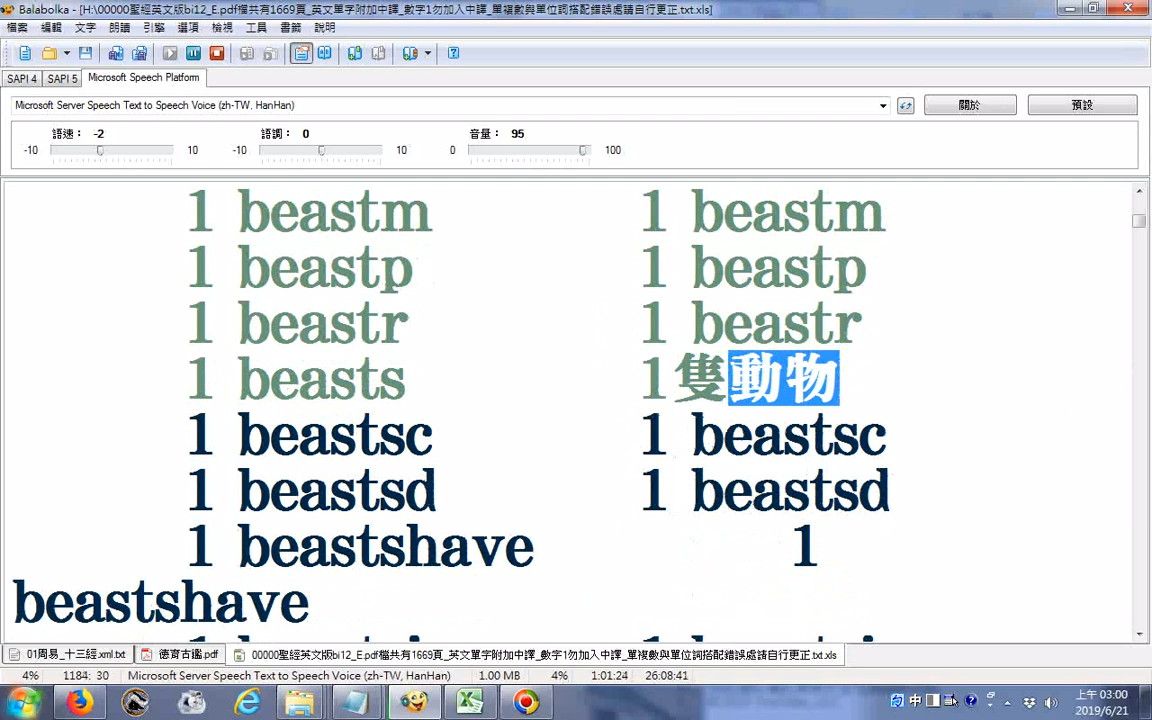 Balabolka - [H:\00000聖經英文版bi12_E.pdf檔共有1669頁_英文單字附加中譯_數字1勿加入中譯_單複數與單位詞搭配錯誤處請自行更正.txt.xls]
檔案 編輯 文字 朗讀 引擎 選項 檢視 工具 書籤 說明
SAPI 4 SAPI 5 Microsoft Speech Platform
Microsoft Server Speech Text to Speech Voice (zh-TW, HanHan) 關於 預設
語速： -2 語調： 0 音量： 95
-10 10 -10 10 0 100
1 beastm 1 beastm
1 beastp 1 beastp
1 beastr 1 beastr
1 beasts 1隻動物
1 beastsc 1 beastsc
1 beastsd 1 beastsd
1 beastshave 1
beastshave
01周易_十三經.xml.txt 德育古鑑.pdf 00000聖經英文版bi12_E.pdf檔共有1669頁_英文單字附加中譯_數字1勿加入中譯_單複數與單位詞搭配錯誤處請自行更正.txt.xls
4% 1184: 30 Microsoft Server Speech Text to Speech Voice (zh-TW, HanHan) 1.00 MB 4% 1:01:24 26:08:41
中 上午 03:00
2019/6/21